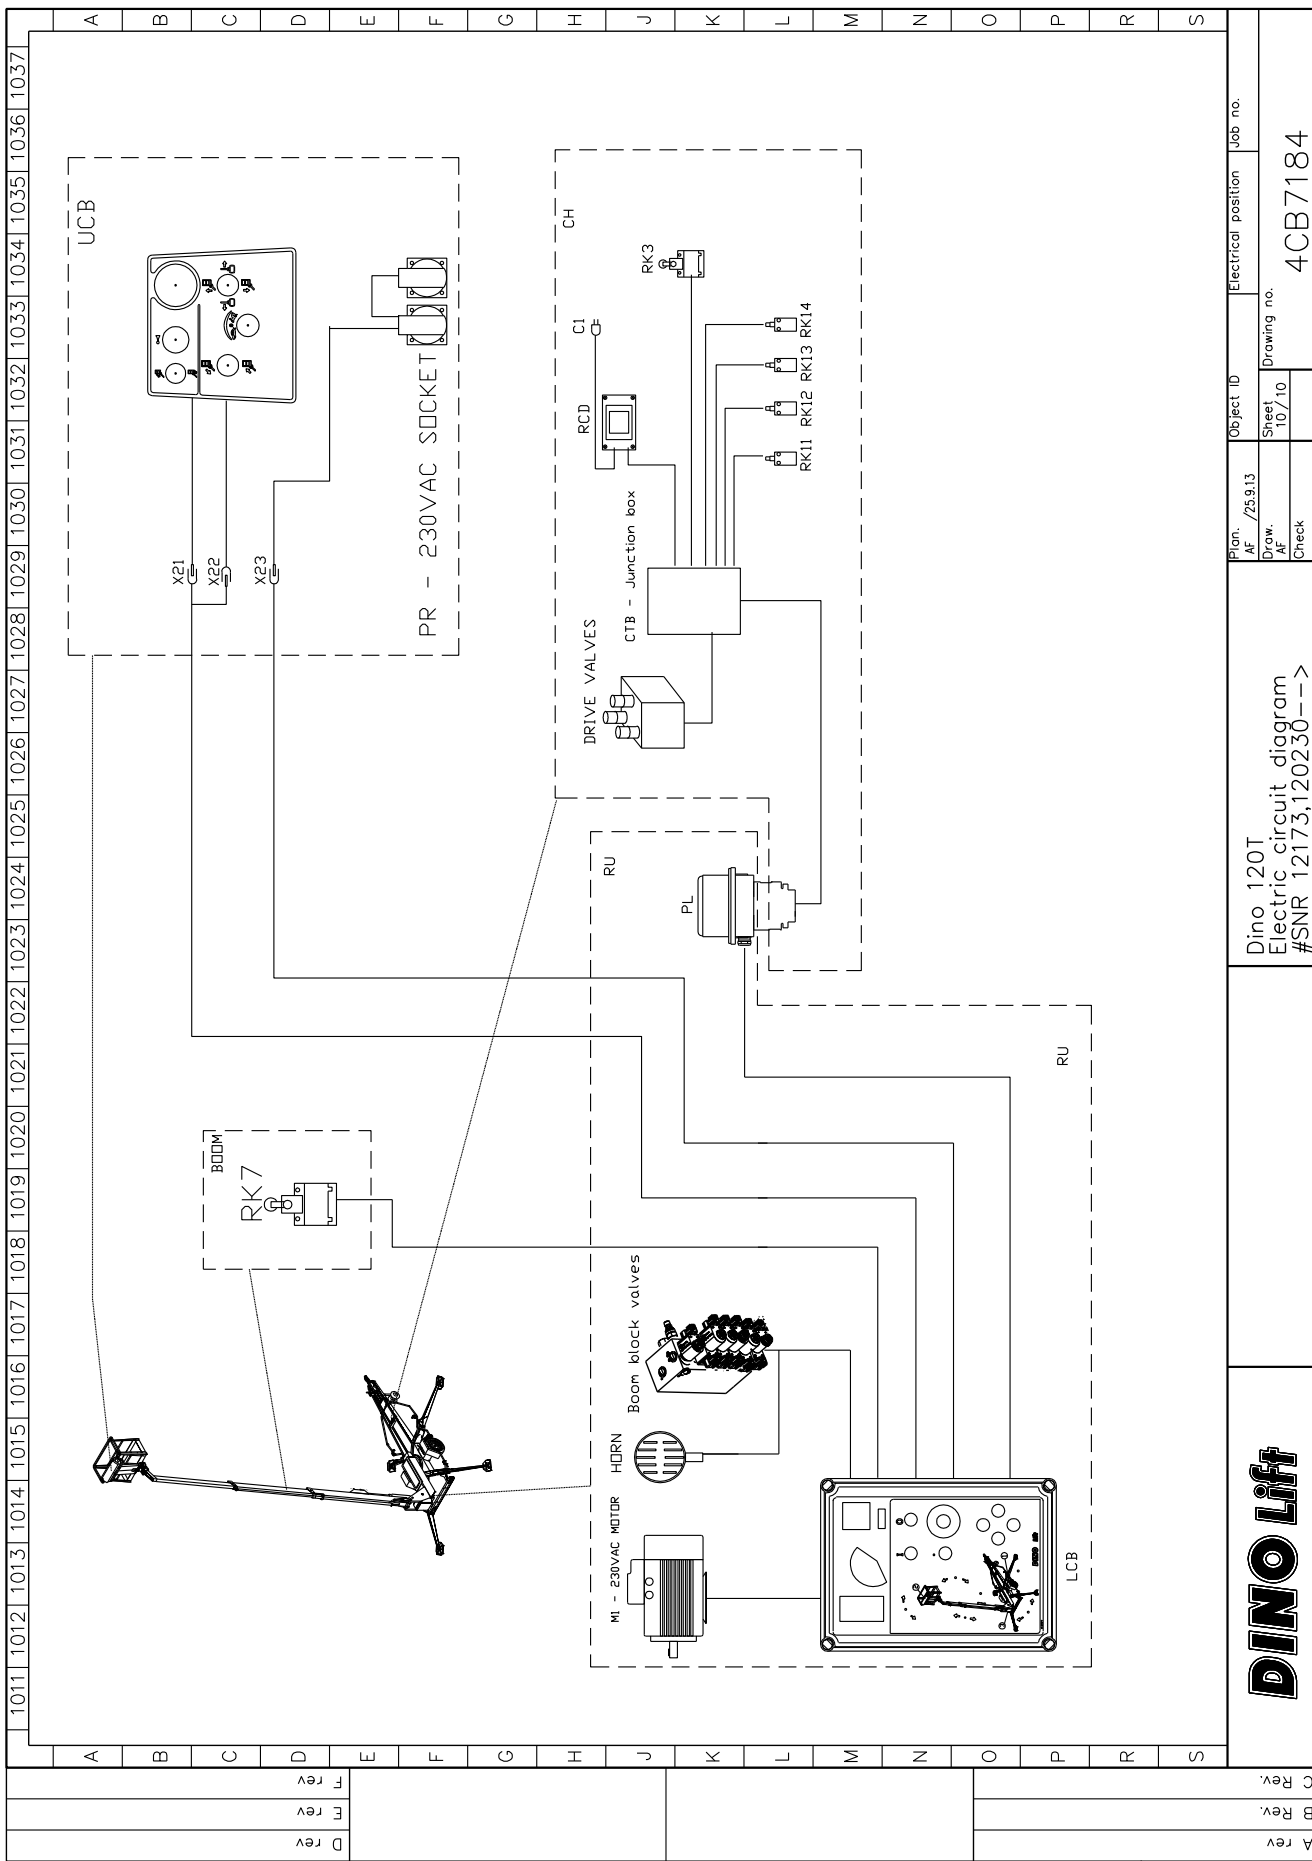 1011 1012 1013 1014 1015 1016 1017 1018 1019 1020 1021 1022 1023 1024 1025 1026 1027 1028 1029 1030 1031 1032 1033 1034 1035 1036 1037
A A
B B
C C
D D
E E
F F
G G
H H
J J
K K
L L
M M
N N
O O
P P
R R
S S
UCB
X21
X22
X23
PR - 230VAC SOCKET
BOOM
RK7
CH
C1
RCD
RK3
DRIVE VALVES
CTB - Junction box
RK11 RK12 RK13 RK14
RU
PL
RU
M1 - 230VAC MOTOR
HORN
Boom block valves
LCB
DINO Lift
Dino 120T
Electric circuit diagram
#SNR 12173,120230-->
Plan.
AF /25.9.13
Draw.
AF
Check
Object ID
Sheet
10/10
Electrical position
Job no.
Drawing no.
4CB7184
D rev
E rev
F rev
A rev
B Rev.
C Rev.